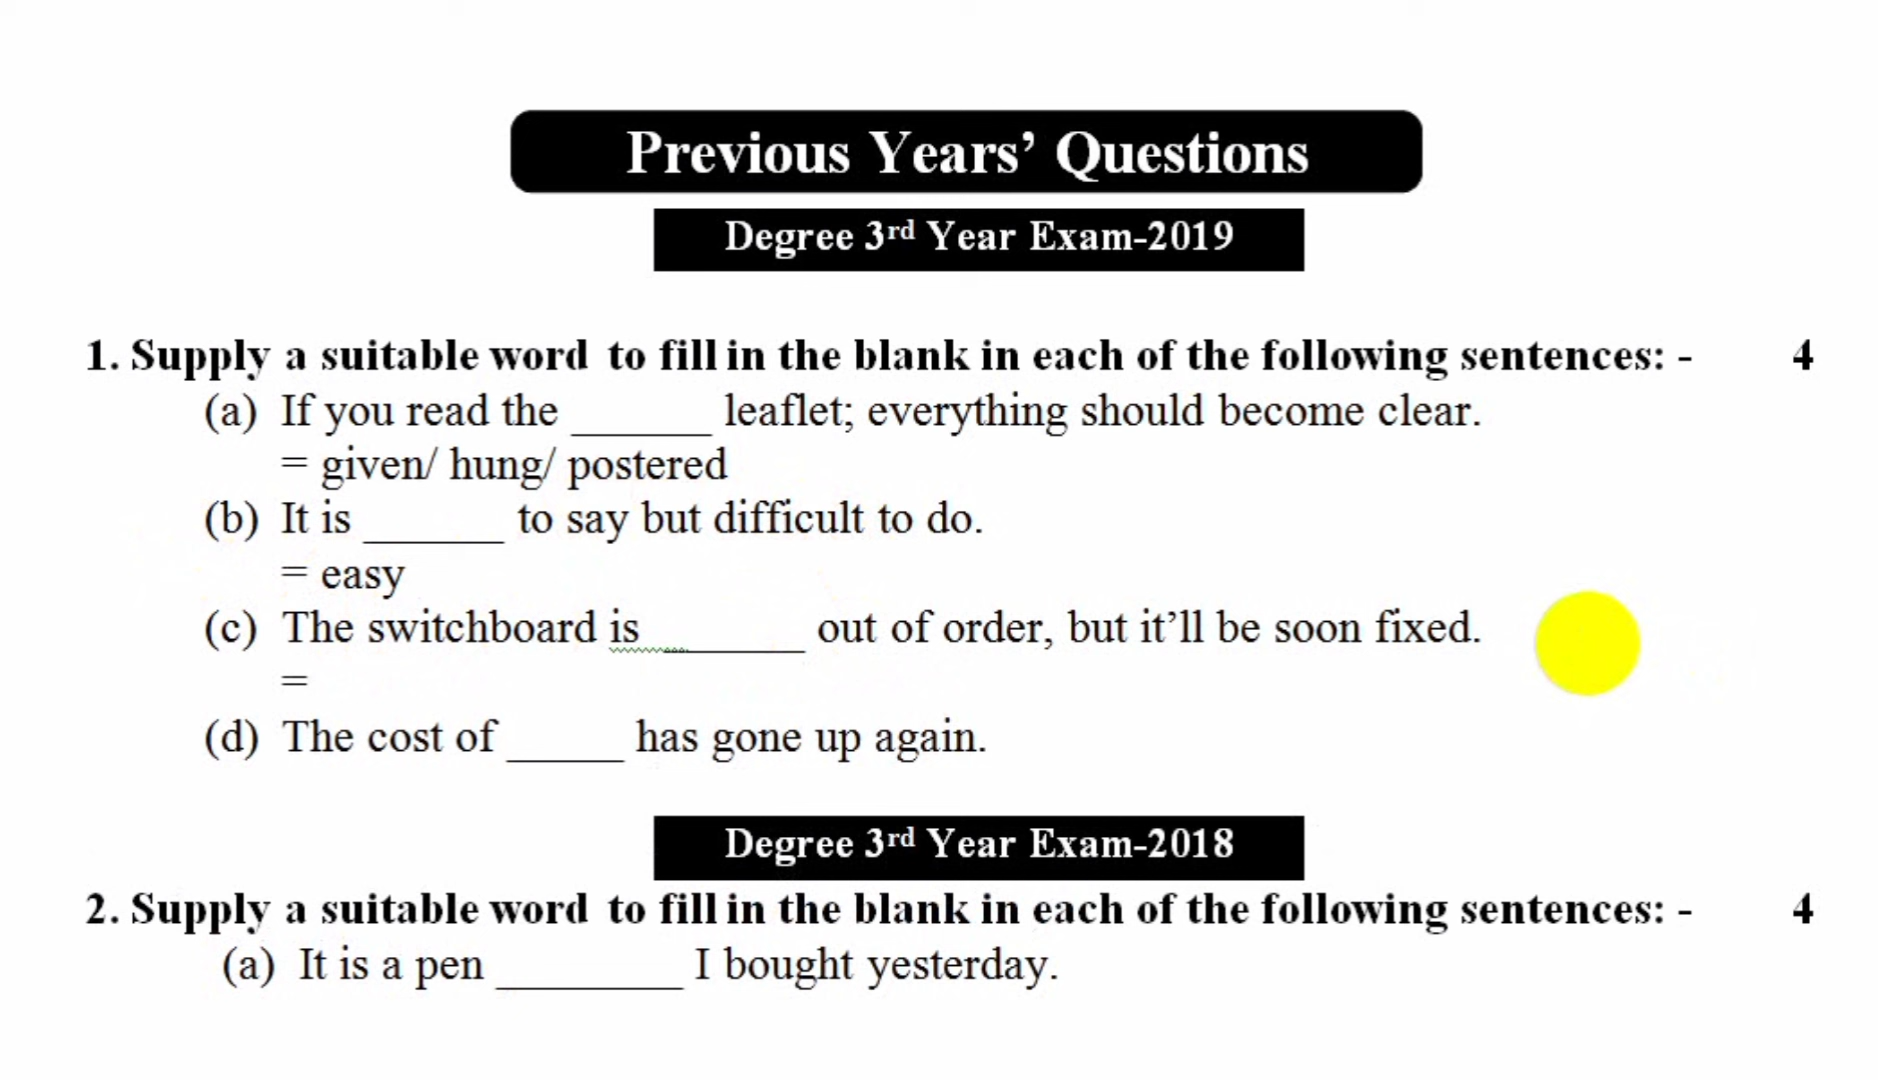 Previous Years’ Questions
Degree 3rd Year Exam-2019
1. Supply a suitable word to fill in the blank in each of the following sentences: - 4
(a) If you read the ______ leaflet; everything should become clear.
= given/ hung/ postered
(b) It is ______ to say but difficult to do.
= easy
(c) The switchboard is ______ out of order, but it’ll be soon fixed.
=
(d) The cost of _____ has gone up again.
Degree 3rd Year Exam-2018
2. Supply a suitable word to fill in the blank in each of the following sentences: - 4
(a) It is a pen ________ I bought yesterday.